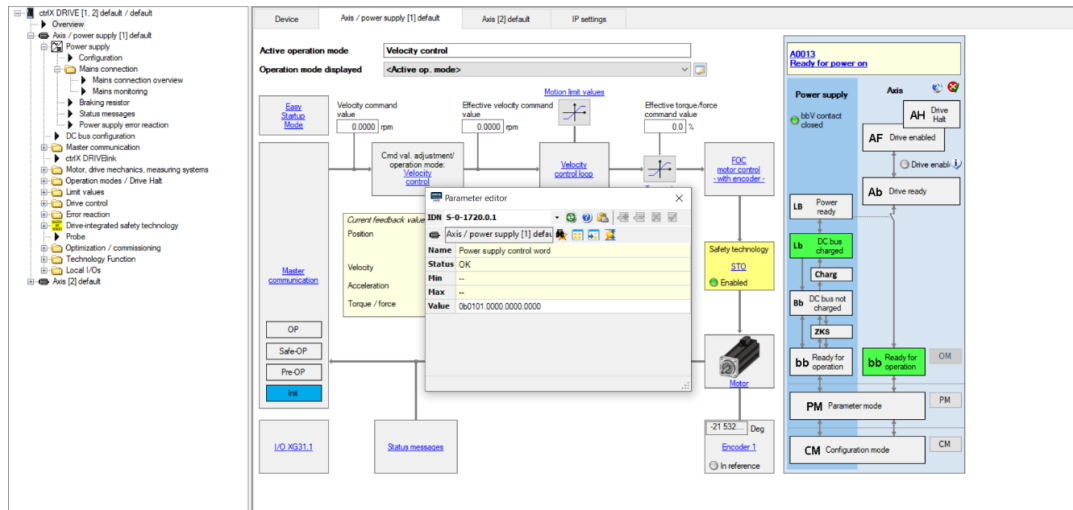 ctrlX DRIVE [1, 2] default / default
Overview
Axis / power supply [1] default
Power supply
Configuration
Mains connection
Mains connection overview
Mains monitoring
Braking resistor
Status messages
Power supply error reaction
DC bus configuration
Master communication
ctrlX DRIVElink
Motor, drive mechanics, measuring systems
Operation modes / Drive Halt
Limit values
Drive control
Error reaction
Drive-integrated safety technology
Probe
Optimization / commissioning
Technology Function
Local I/Os
Axis [2] default
Device
Axis / power supply [1] default
Axis [2] default
IP settings
Active operation mode
Velocity control
Operation mode displayed
<Active op. mode>
Easy
Startup
Mode
Velocity command
value
0.0000 rpm
Effective velocity command
value
0.0000 rpm
Motion limit values
Effective torque/force
command value
0.0 %
Cmd val. adjustment/
operation mode:
Velocity
control
Velocity
control loop
FOC
motor control
- with encoder -
Current feedback value
Position
Velocity
Acceleration
Torque / force
Master
communication
OP
Safe-OP
Pre-OP
Init
Parameter editor
IDN S-0-1720.0.1
Axis / power supply [1] defau
Name Power supply control word
Status OK
Min --
Max --
Value 0b0101.0000.0000.0000
Safety technology
STO
Enabled
Motor
-21 532... Deg
Encoder 1
In reference
I/O XG31.1
Status messages
A0013
Ready for power on
Power supply
Axis
bbV contact
closed
AH Drive
Halt
AF Drive enabled
Drive enabl
Ab Drive ready
LB Power
ready
Lb DC bus
charged
Charg
Bb DC bus not
charged
ZKS
bb Ready for
operation
bb Ready for
operation
OM
PM Parameter mode
PM
CM Configuration mode
CM